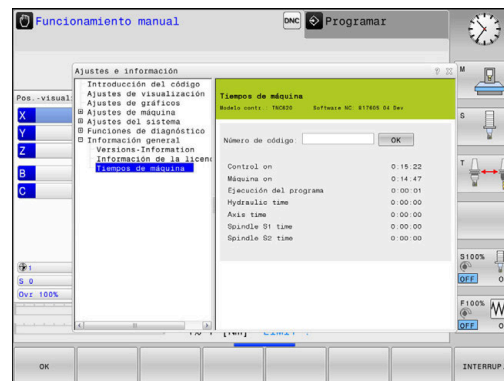 Funcionamiento manual
DNC
Programar
Ajustes e información
Pos.-visual
X
Y
Z
B
C
1
S 0
Ovr 100%
Introducción del código
Ajustes de visualización
Ajustes de gráficos
Ajustes de máquina
Ajustes del sistema
Funciones de diagnóstico
Información general
Versions-Information
Información de la licenc
Tiempos de máquina
Tiempos de máquina
Modelo contr.: TNC620 Software NC: 817605 04 Dev
Número de código:
OK
Control on 0:15:22
Máquina on 0:14:47
Ejecución del programa 0:00:01
Hydraulic time 0:00:00
Axis time 0:00:00
Spindle S1 time 0:00:00
Spindle S2 time 0:00:00
M
S
T
S100%
OFF
F100%
OFF
OK
INTERRUP.